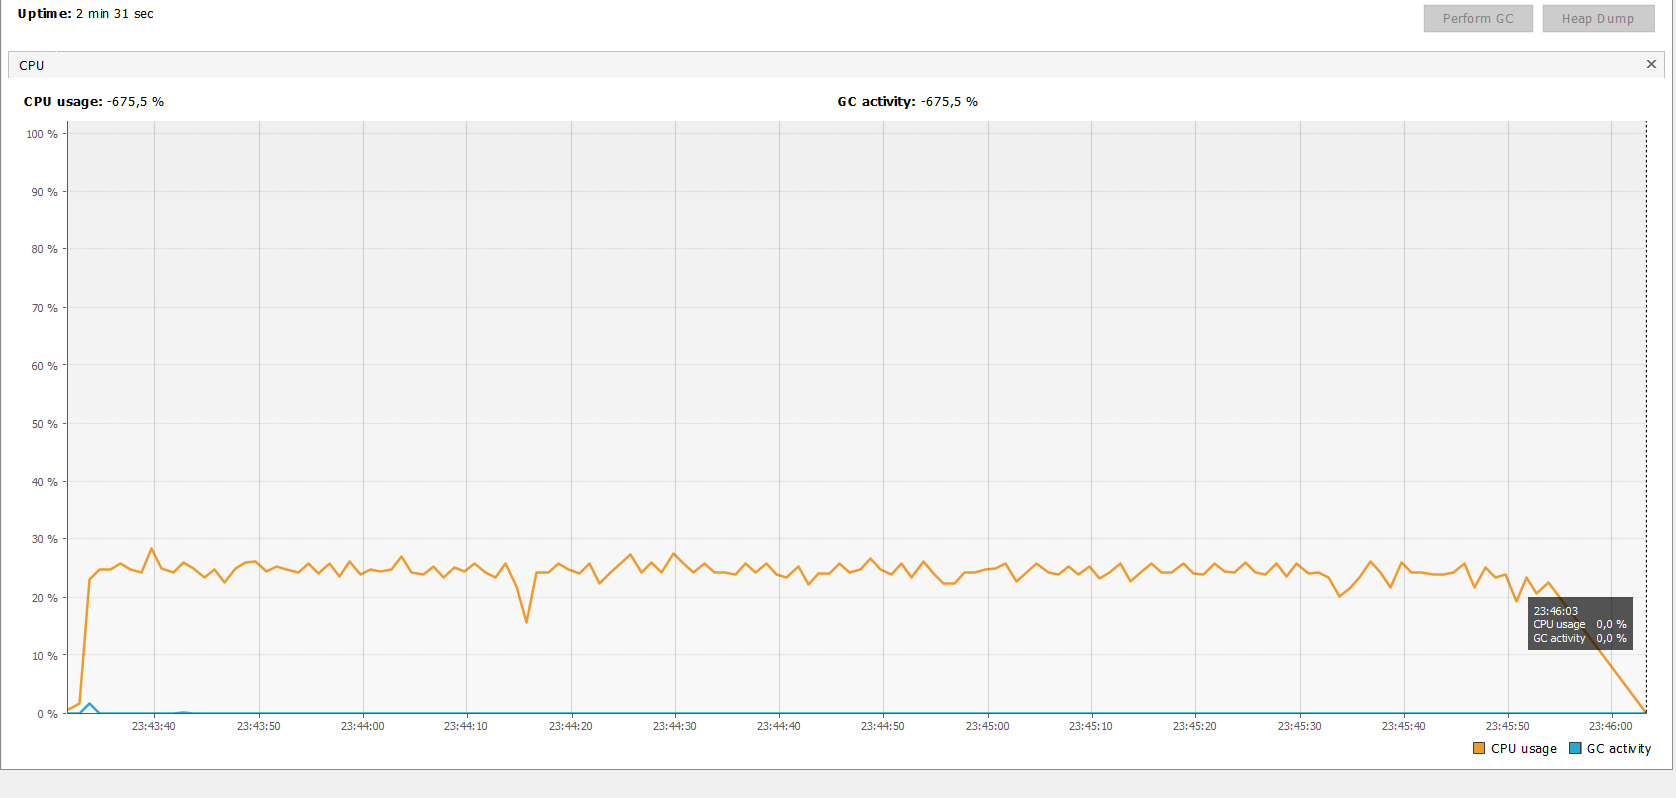 Uptime: 2 min 31 sec
Perform GC
Heap Dump
CPU
CPU usage: -675,5 %
GC activity: -675,5 %
100 %
90 %
80 %
70 %
60 %
50 %
40 %
30 %
20 %
10 %
0 %
23:46:03
CPU usage 0,0 %
GC activity 0,0 %
23:43:40 23:43:50 23:44:00 23:44:10 23:44:20 23:44:30 23:44:40 23:44:50 23:45:00 23:45:10 23:45:20 23:45:30 23:45:40 23:45:50 23:46:00
CPU usage GC activity